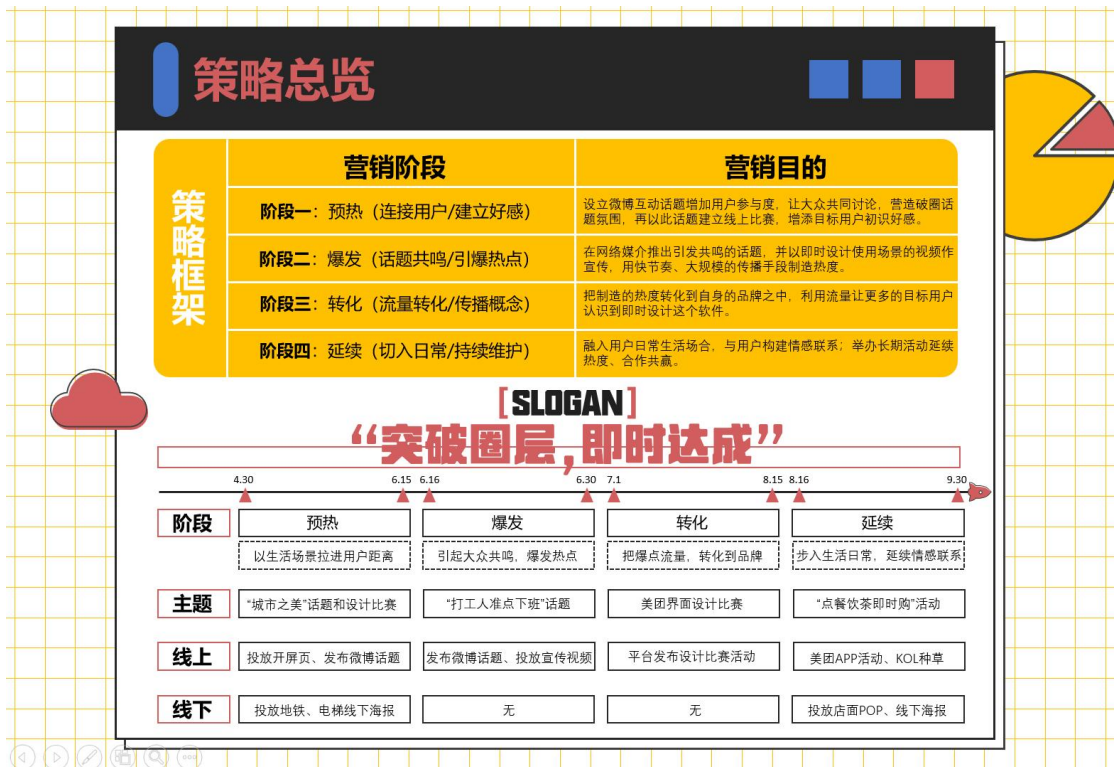 策略总览
策略框架
营销阶段
营销目的
阶段一：预热（连接用户/建立好感）
设立微博互动话题增加用户参与度，让大众共同讨论，营造破圈话
题氛围，再以此话题建立线上比赛，增添目标用户初识好感。
阶段二：爆发（话题共鸣/引爆热点）
在网络媒介推出引发共鸣的话题，并以即时设计使用场景的视频作
宣传，用快节奏、大规模的传播手段制造热度。
阶段三：转化（流量转化/传播概念）
把制造的热度转化到自身的品牌之中，利用流量让更多的目标用户
认识到即时设计这个软件。
阶段四：延续（切入日常/持续维护）
融入用户日常生活场合，与用户构建情感联系；举办长期活动延续
热度、合作共赢。
[SLOGAN]
“突破圈层,即时达成”
4.30 6.15 6.16 6.30 7.1 8.15 8.16 9.30
阶段 预热 爆发 转化 延续
以生活场景拉进用户距离 引起大众共鸣，爆发热点 把爆点流量，转化到品牌 步入生活日常，延续情感联系
主题 “城市之美”话题和设计比赛 “打工人准点下班”话题 美团界面设计比赛 “点餐饮茶即时购”活动
线上 投放开屏页、发布微博话题 发布微博话题、投放宣传视频 平台发布设计比赛活动 美团APP活动、KOL种草
线下 投放地铁、电梯线下海报 无 无 投放店面POP、线下海报